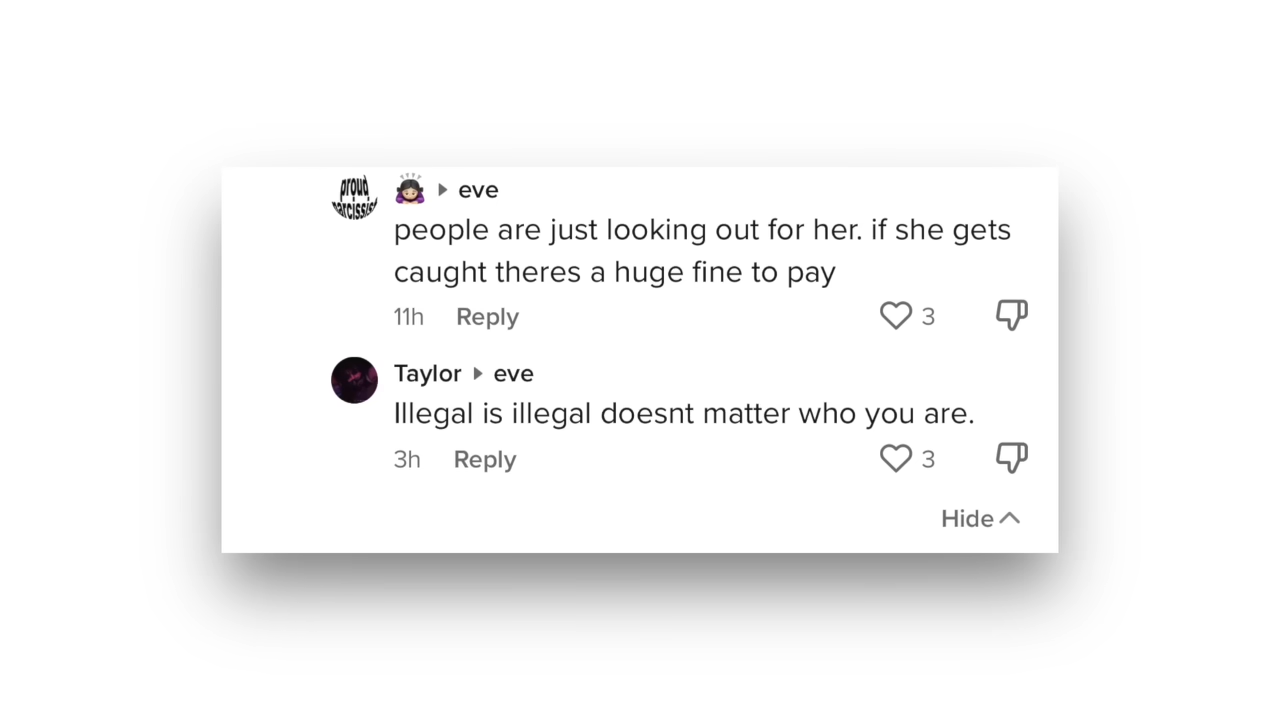 proud
narcissist
eve
people are just looking out for her. if she gets
caught theres a huge fine to pay
11h Reply 3
Taylor eve
Illegal is illegal doesnt matter who you are.
3h Reply 3
Hide